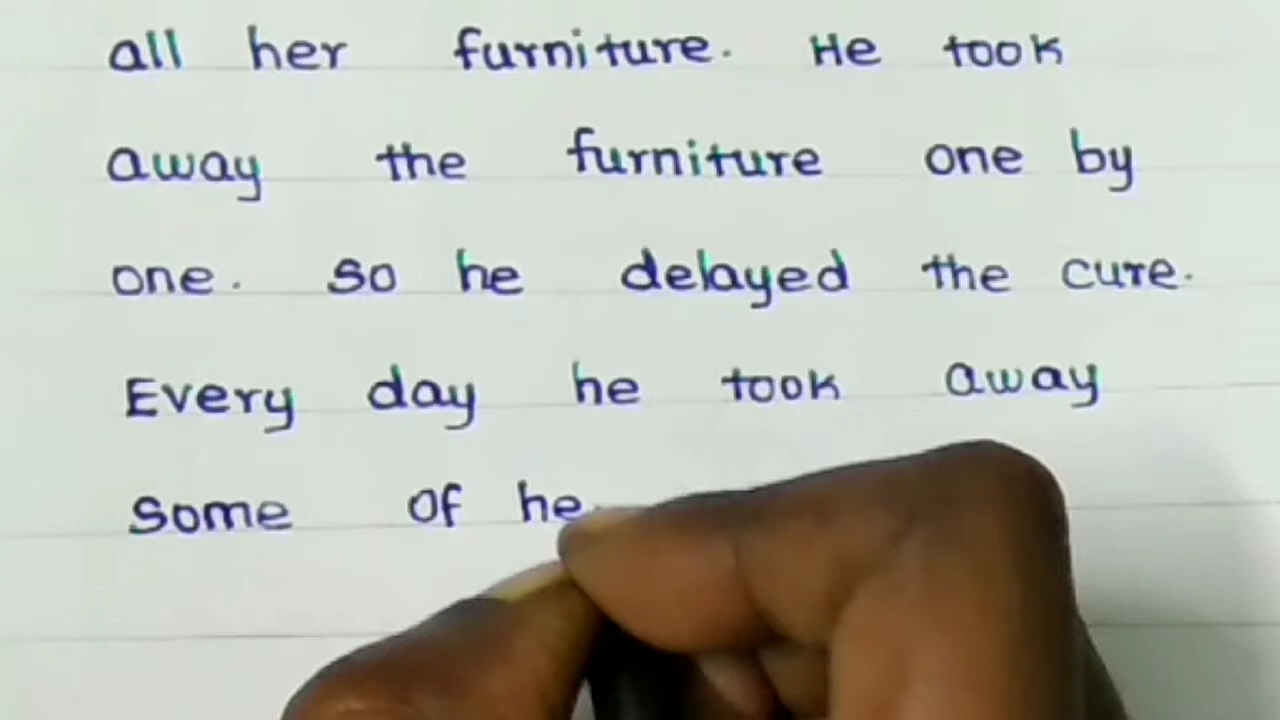 all her furniture. He took
away the furniture one by
one. So he delayed the cure.
Every day he took away
Some of he